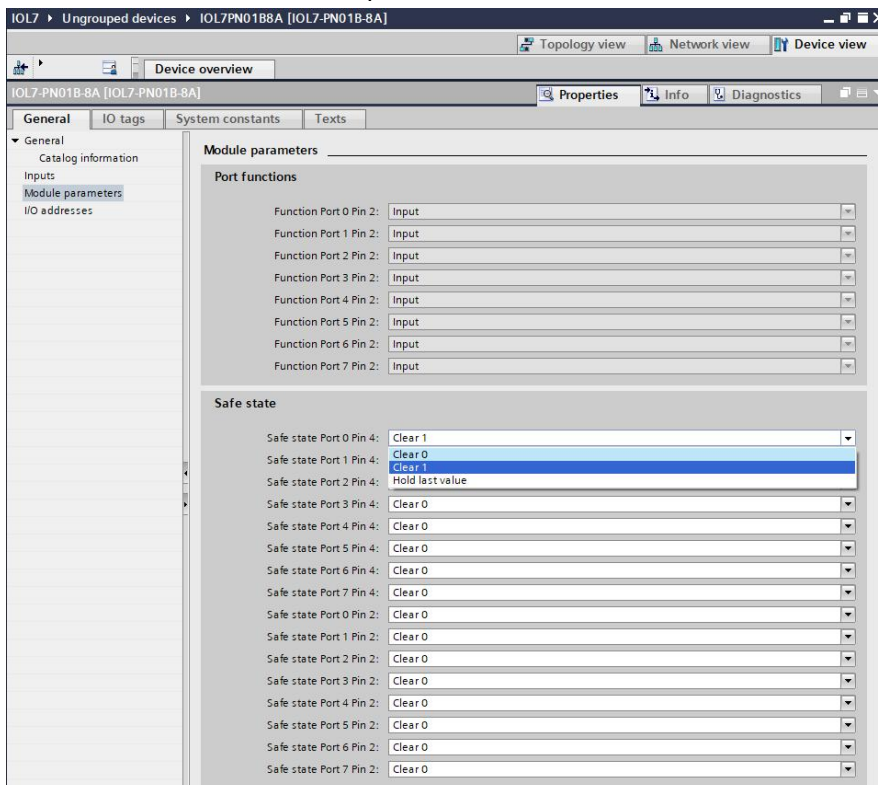 IOL7 ▸ Ungrouped devices ▸ IOL7PN01B8A [IOL7-PN01B-8A]
Topology view Network view Device view
Device overview
IOL7-PN01B-8A [IOL7-PN01B-8A] Properties Info Diagnostics
General IO tags System constants Texts
General
Catalog information
Inputs
Module parameters
I/O addresses
Module parameters
Port functions
Function Port 0 Pin 2: Input
Function Port 1 Pin 2: Input
Function Port 2 Pin 2: Input
Function Port 3 Pin 2: Input
Function Port 4 Pin 2: Input
Function Port 5 Pin 2: Input
Function Port 6 Pin 2: Input
Function Port 7 Pin 2: Input
Safe state
Safe state Port 0 Pin 4: Clear 1
Clear 0
Safe state Port 1 Pin 4: Clear 1
Safe state Port 2 Pin 4: Hold last value
Safe state Port 3 Pin 4: Clear 0
Safe state Port 4 Pin 4: Clear 0
Safe state Port 5 Pin 4: Clear 0
Safe state Port 6 Pin 4: Clear 0
Safe state Port 7 Pin 4: Clear 0
Safe state Port 0 Pin 2: Clear 0
Safe state Port 1 Pin 2: Clear 0
Safe state Port 2 Pin 2: Clear 0
Safe state Port 3 Pin 2: Clear 0
Safe state Port 4 Pin 2: Clear 0
Safe state Port 5 Pin 2: Clear 0
Safe state Port 6 Pin 2: Clear 0
Safe state Port 7 Pin 2: Clear 0